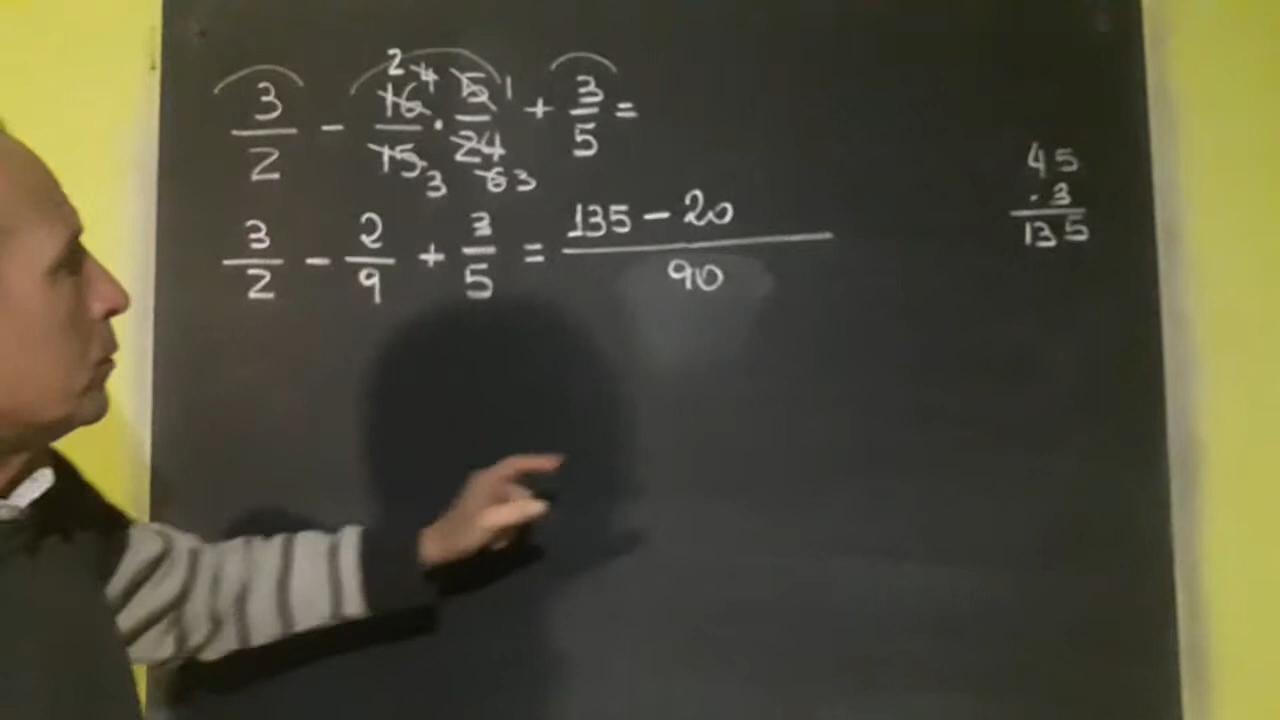 3/2 - 16/15 · 5/24 + 3/5 =
2 4 1
3 6 3
3/2 - 2/9 + 3/5 = 135 - 20 / 90
45
· 3
135